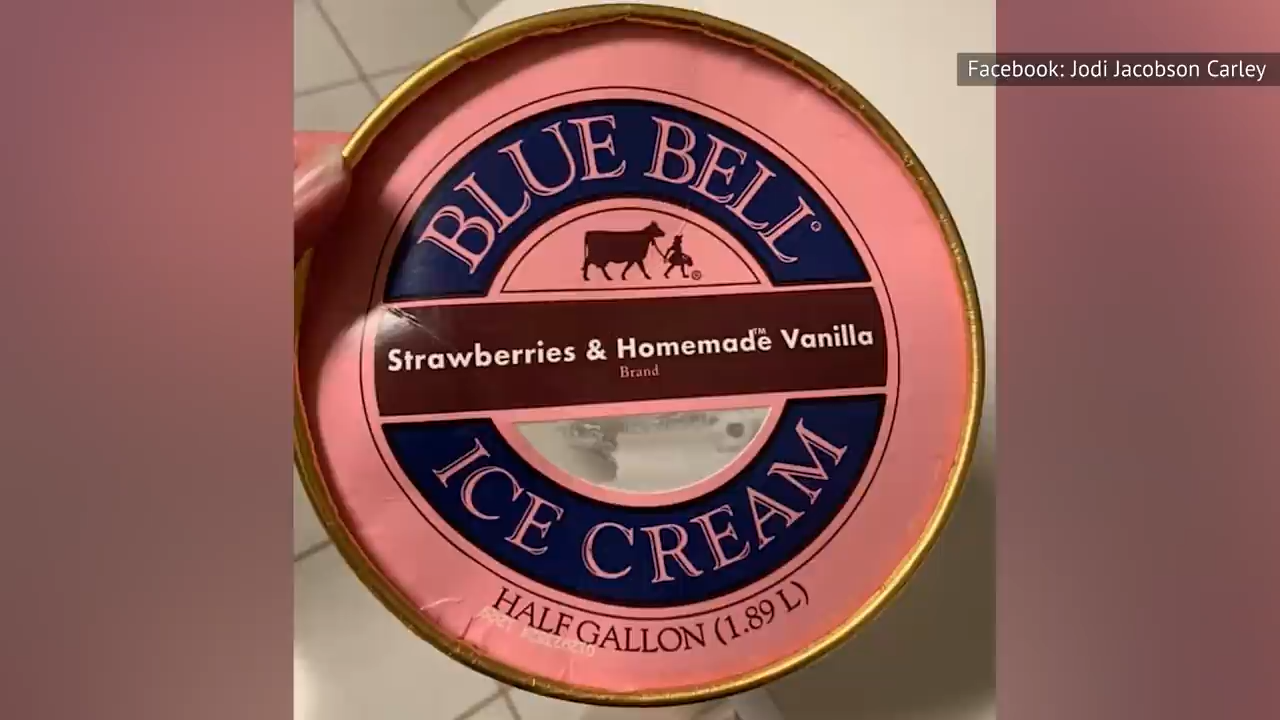 Facebook: Jodi Jacobson Carley
BLUE BELL®
®
Strawberries & Homemade™ Vanilla
Brand
ICE CREAM
HALF GALLON (1.89 L)